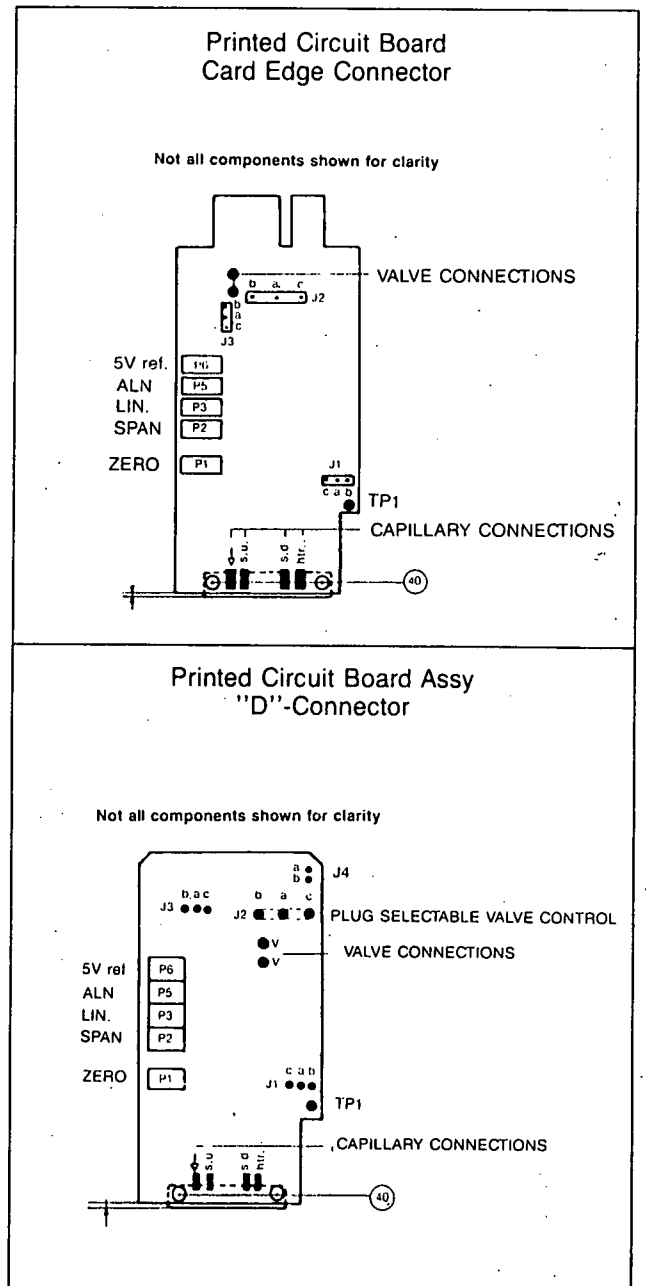 Printed Circuit Board
Card Edge Connector
Not all components shown for clarity
VALVE CONNECTIONS
b a c
J2
b
a
c
J3
5V ref. P6
ALN P5
LIN. P3
SPAN P2
ZERO P1
J1
c a b
TP1
CAPILLARY CONNECTIONS
s.u. s.d htr.
40
Printed Circuit Board Assy
"D"-Connector
Not all components shown for clarity
a
b
J4
b a c
J3
b a c
J2
PLUG SELECTABLE VALVE CONTROL
V
V
VALVE CONNECTIONS
5V ref P6
ALN P5
LIN. P3
SPAN P2
ZERO P1
c a b
J1
TP1
CAPILLARY CONNECTIONS
s.u s.d htr.
40